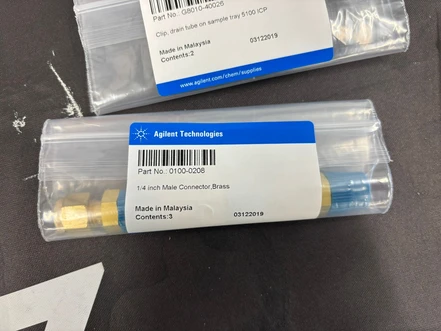 Part No.: G8010-40026
Clip, drain tube on sample tray 5100 ICP
Made in Malaysia
Contents:2
03122019
www.agilent.com/chem/supplies
Agilent Technologies
Part No.: 0100-0208
1/4 inch Male Connector,Brass
Made in Malaysia
Contents:3
03122019